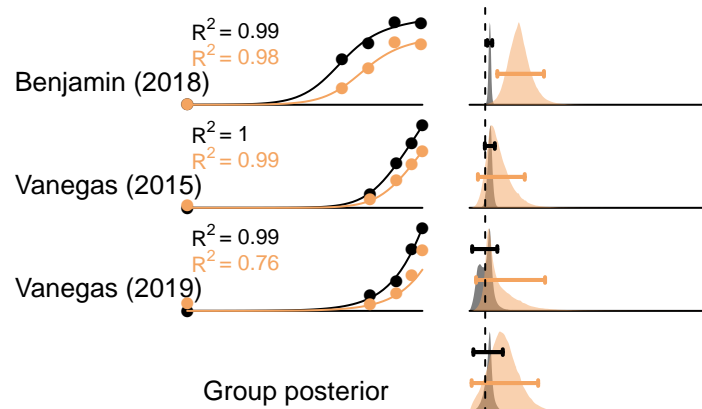 R² = 0.99
R² = 0.98
Benjamin (2018)
R² = 1
R² = 0.99
Vanegas (2015)
R² = 0.99
R² = 0.76
Vanegas (2019)
Group posterior